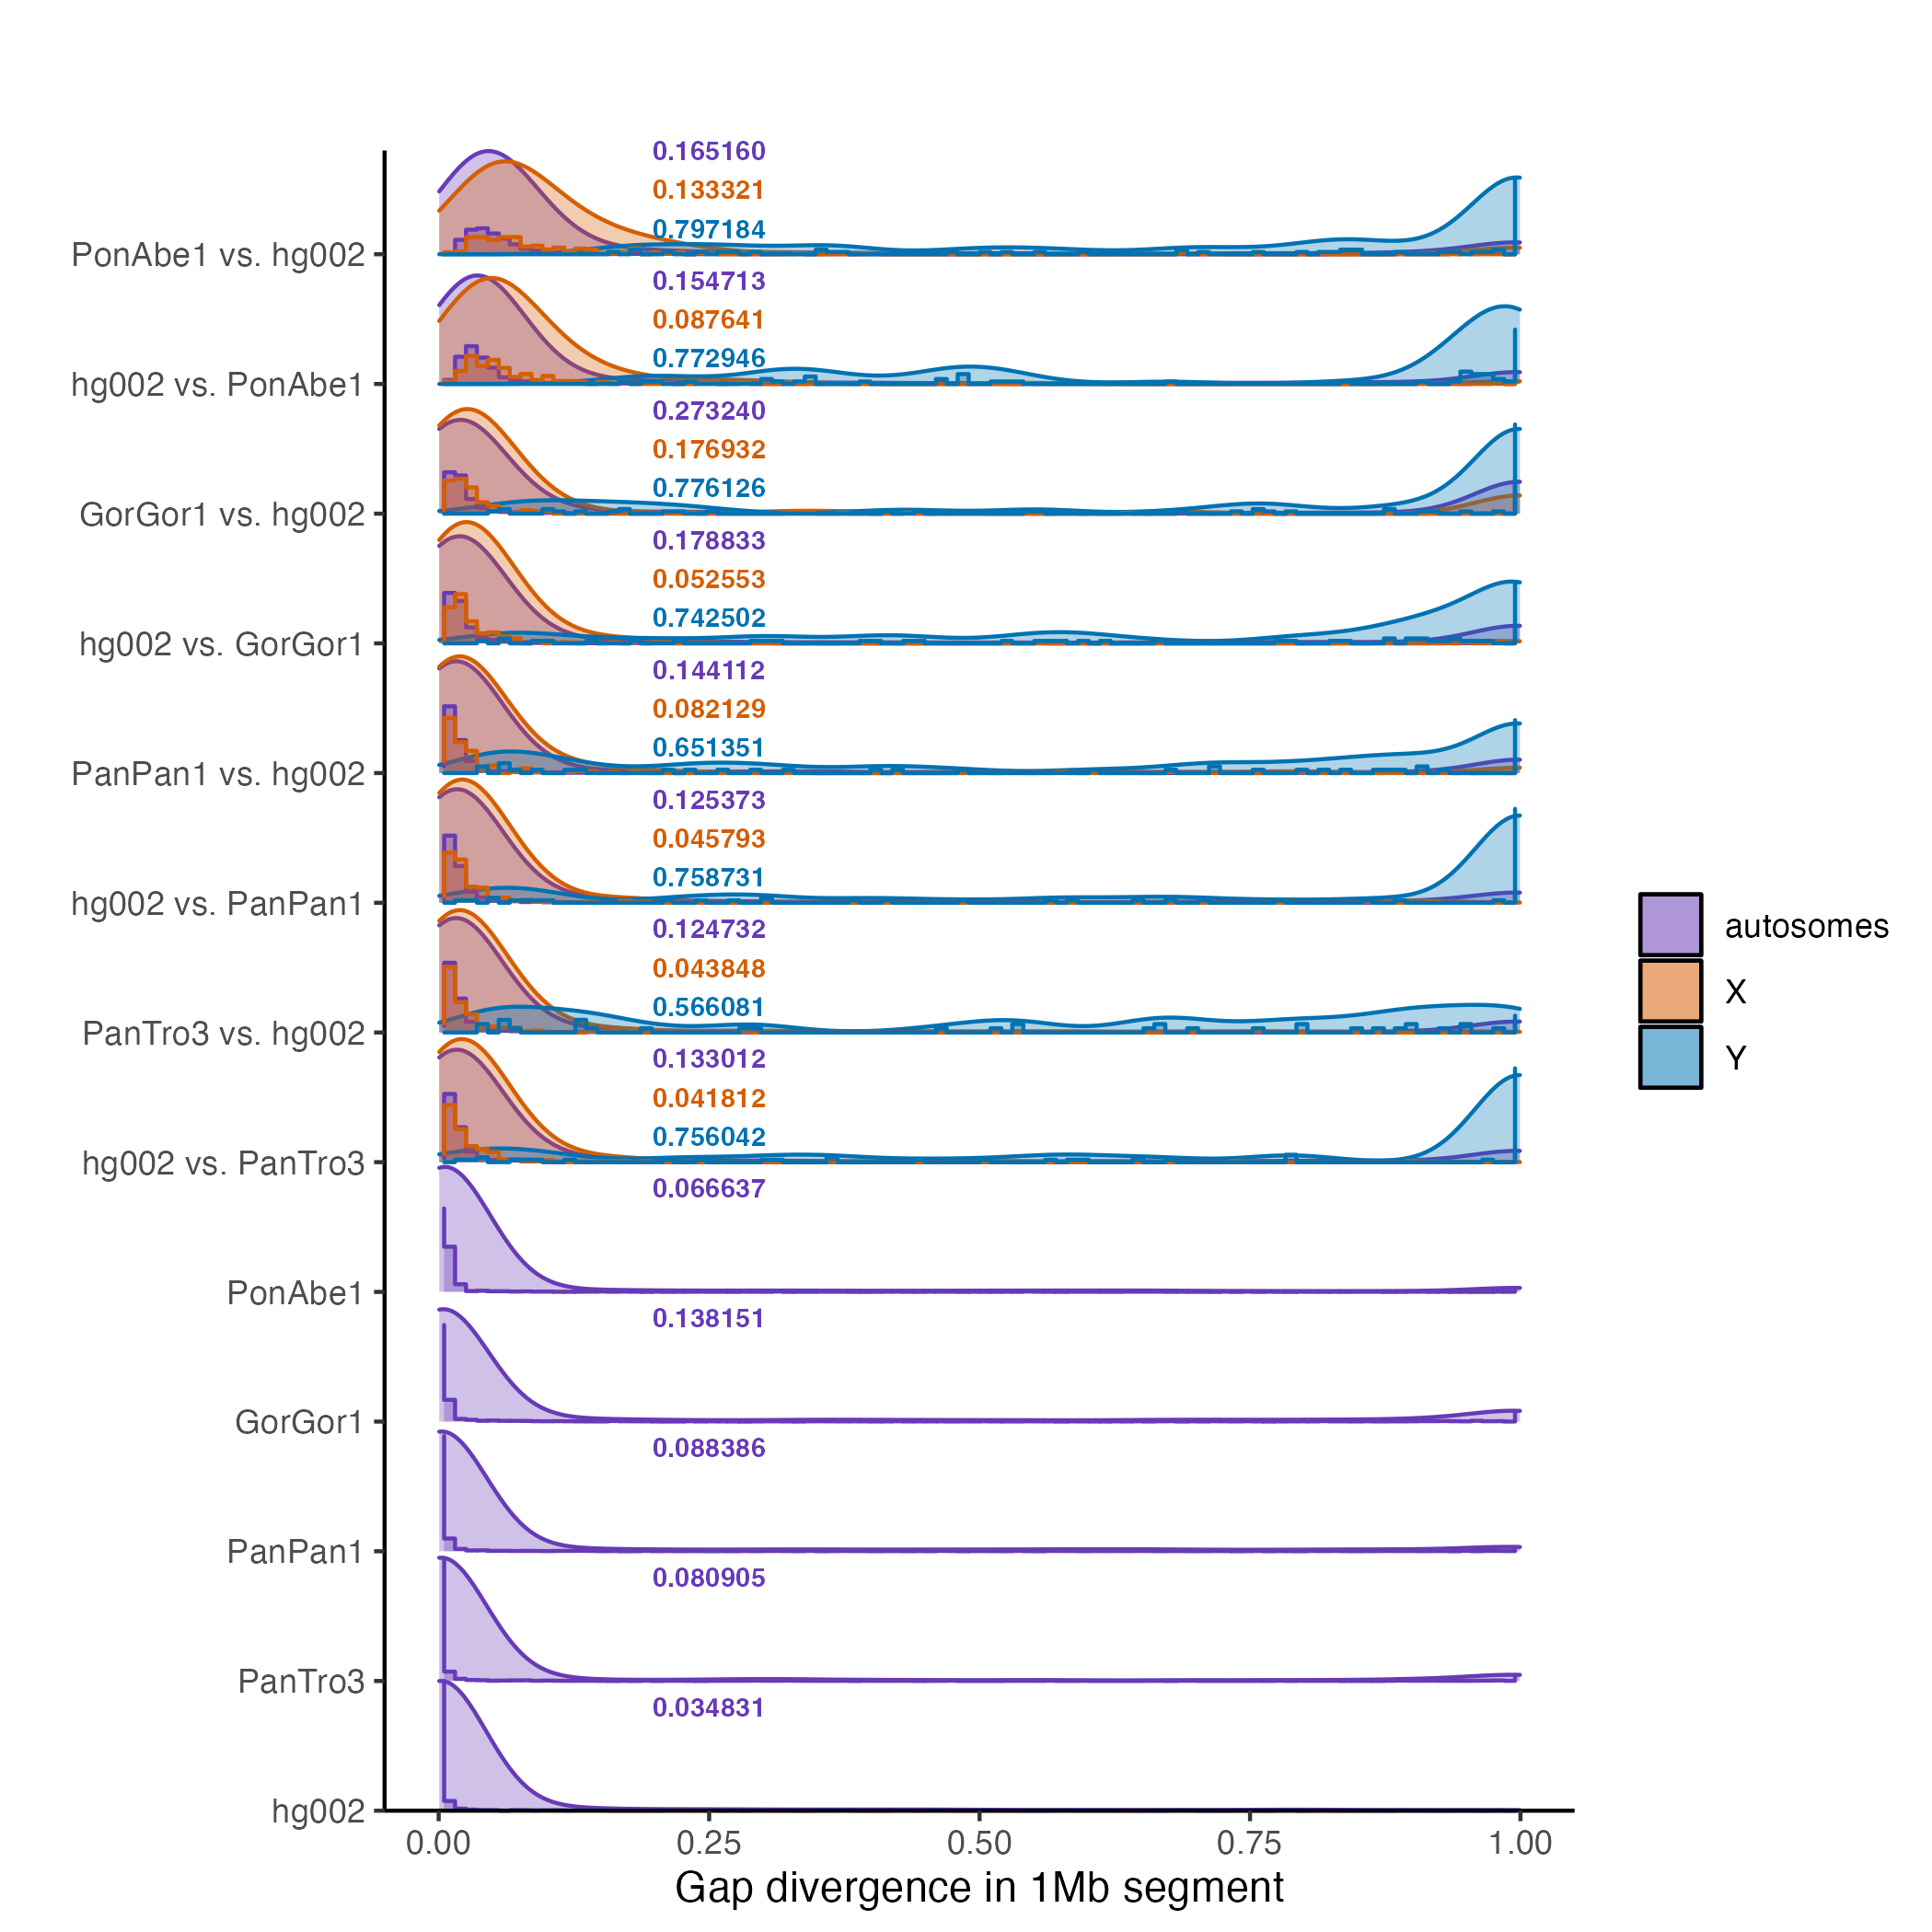 0.165160
0.133321
0.797184
PonAbe1 vs. hg002
0.154713
0.087641
0.772946
hg002 vs. PonAbe1
0.273240
0.176932
0.776126
GorGor1 vs. hg002
0.178833
0.052553
0.742502
hg002 vs. GorGor1
0.144112
0.082129
0.651351
PanPan1 vs. hg002
0.125373
0.045793
0.758731
hg002 vs. PanPan1
0.124732
0.043848
0.566081
PanTro3 vs. hg002
0.133012
0.041812
0.756042
hg002 vs. PanTro3
0.066637
PonAbe1
0.138151
GorGor1
0.088386
PanPan1
0.080905
PanTro3
0.034831
hg002
0.00 0.25 0.50 0.75 1.00
Gap divergence in 1Mb segment
autosomes
X
Y